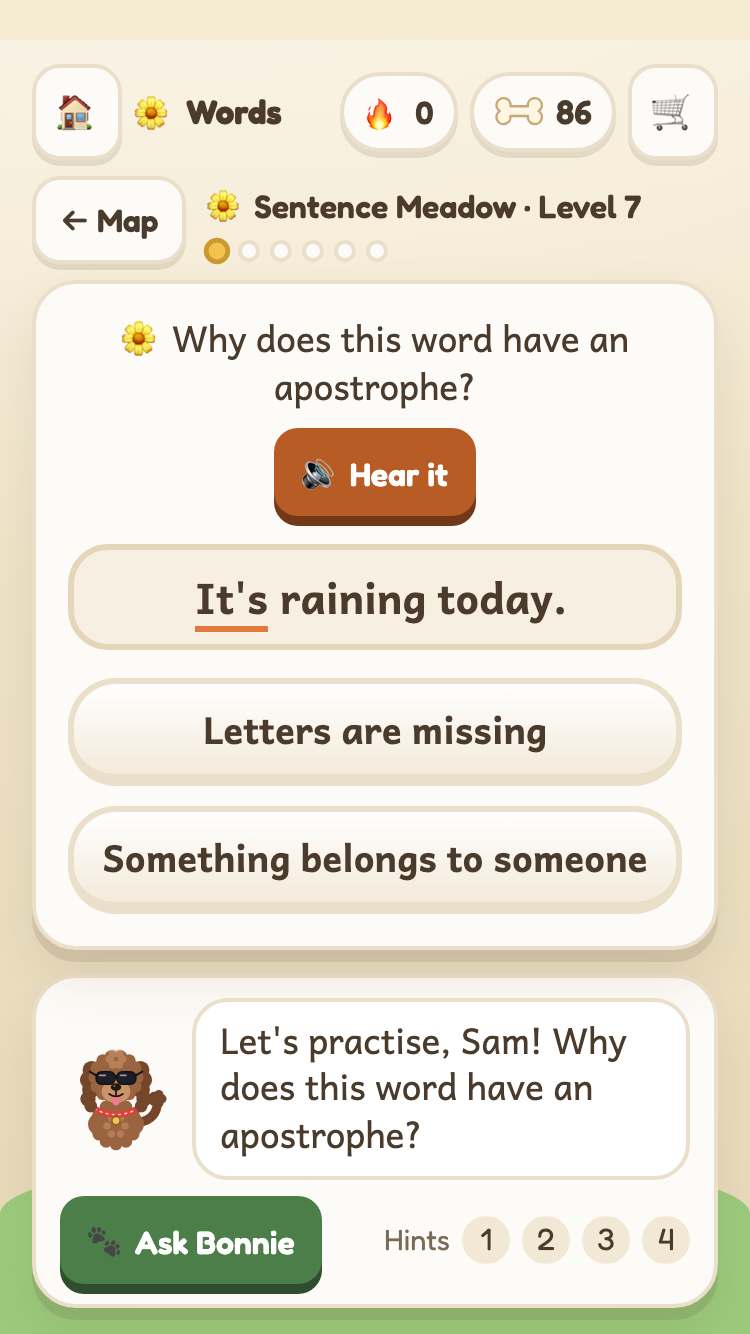 Words
0
86
← Map
Sentence Meadow · Level 7
Why does this word have an
apostrophe?
Hear it
It's raining today.
Letters are missing
Something belongs to someone
Let's practise, Sam! Why
does this word have an
apostrophe?
Ask Bonnie
Hints 1 2 3 4